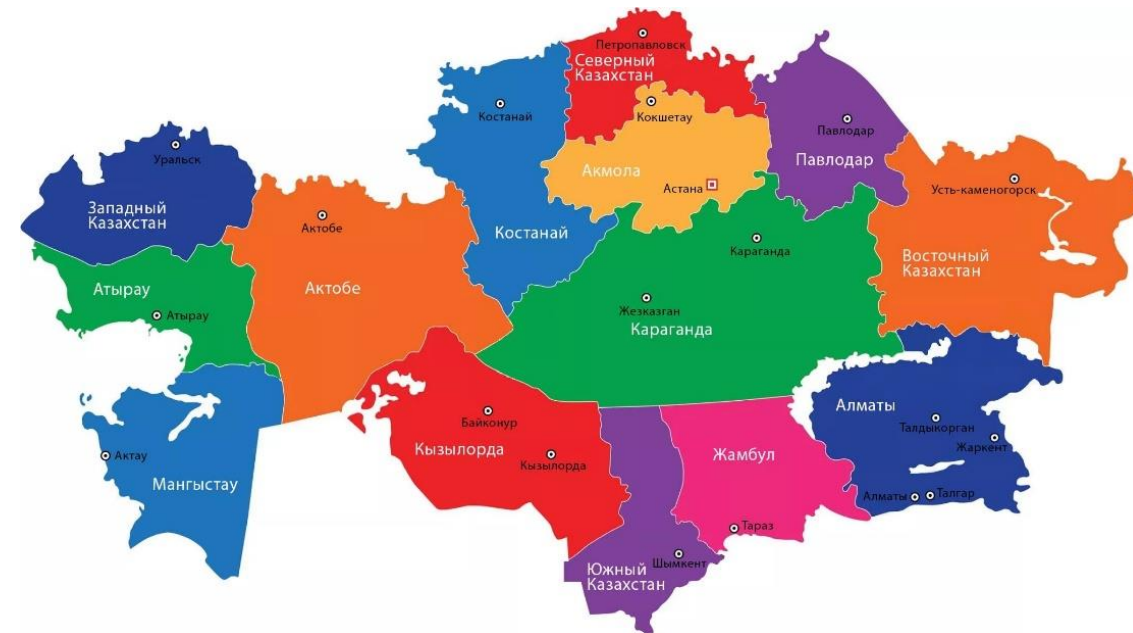 Петропавловск
Северный
Казахстан
Костанай
Кокшетау
Павлодар
Павлодар
Уральск
Акмола
Астана
Усть-каменогорск
Западный
Казахстан
Актобе
Костанай
Караганда
Восточный
Казахстан
Атырау
Актобе
Атырау
Жезказган
Караганда
Алматы
Байконур
Талдыкорган
Жаркент
Кызылорда
Кызылорда
Жамбул
Актау
Мангыстау
Алматы
Талгар
Тараз
Шымкент
Южный
Казахстан